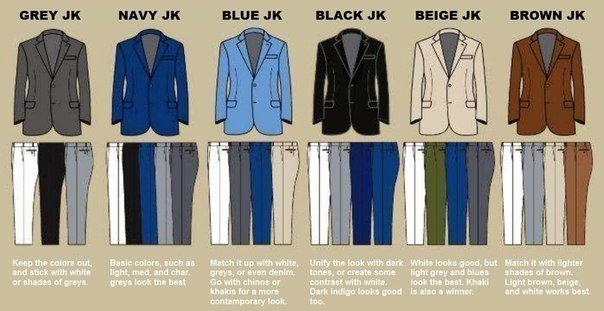 GREY JK
NAVY JK
BLUE JK
BLACK JK
BEIGE JK
BROWN JK
Keep the colors out,
and stick with white
or shades of greys.
Basic colors, such as
light, med, and char.
greys look the best
Match it up with white,
greys, or even denim.
Go with chinos or
khakis for a more
contemporary look.
Unify the look with dark
tones, or create some
contrast with white.
Dark indigo looks good
too.
White looks good, but
light grey and blues
look the best. Khaki
is also a winner.
Match it with lighter
shades of brown.
Light brown, beige,
and white works best.